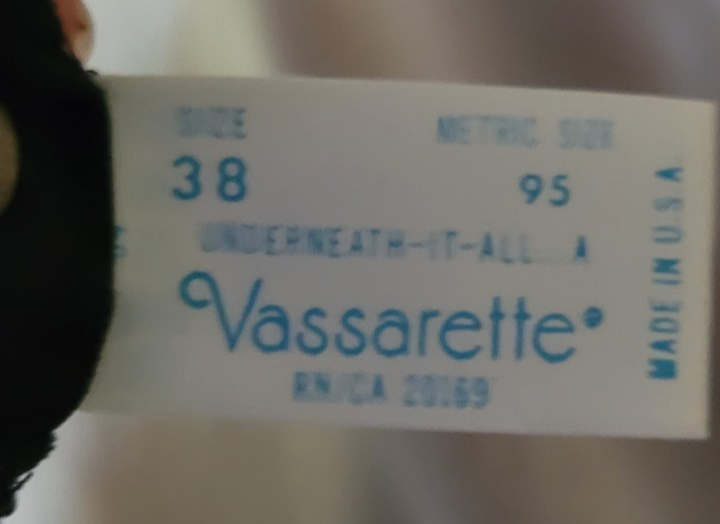 SIZE METRIC SIZE
38 95
UNDERNEATH-IT-ALL A
Vassarette®
RN/CA 20169
MADE IN U.S.A